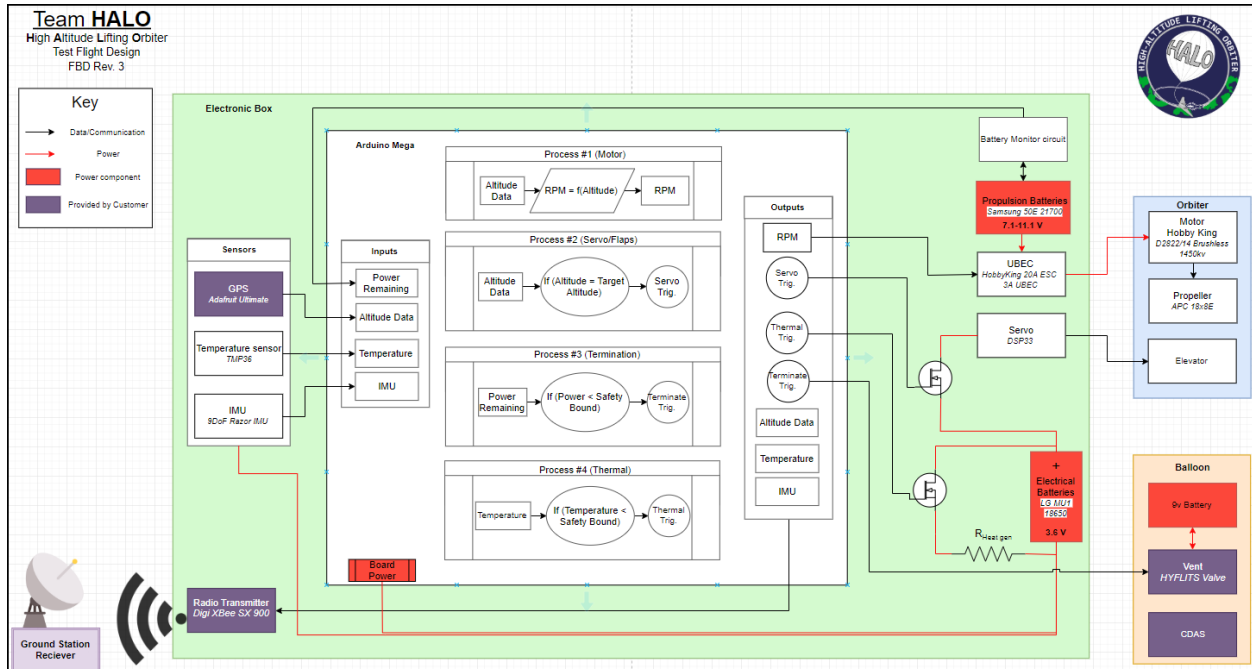 Team HALO
High Altitude Lifting Orbiter
Test Flight Design
FBD Rev. 3
HIGH-ALTITUDE LIFTING ORBITER
HALO
Key
Data/Communication
Power
Power component
Provided by Customer
Electronic Box
Arduino Mega
Sensors
GPS
Adafruit Ultimate
Temperature sensor
TMP36
IMU
9DoF Razor IMU
Inputs
Power
Remaining
Altitude Data
Temperature
IMU
Process #1 (Motor)
Altitude
Data
RPM = f(Altitude)
RPM
Process #2 (Servo/Flaps)
Altitude
Data
If (Altitude = Target
Altitude)
Servo
Trig.
Process #3 (Termination)
Power
Remaining
If (Power < Safety
Bound)
Terminate
Trig.
Process #4 (Thermal)
Temperature
If (Temperature <
Safety Bound)
Thermal
Trig.
Outputs
RPM
Servo
Trig.
Thermal
Trig.
Terminate
Trig.
Altitude Data
Temperature
IMU
Board
Power
Battery Monitor circuit
Propulsion Batteries
Samsung 50E 21700
7.1-11.1 V
UBEC
HobbyKing 20A ESC
3A UBEC
Servo
DSP33
+
Electrical
Batteries
LG MU1
18650
3.6 V
RHeat gen
Orbiter
Motor
Hobby King
D2822/14 Brushless
1450kv
Propeller
APC 18x8E
Elevator
Balloon
9v Battery
Vent
HYFLITS Valve
CDAS
Radio Transmitter
Digi XBee SX 900
Ground Station
Reciever